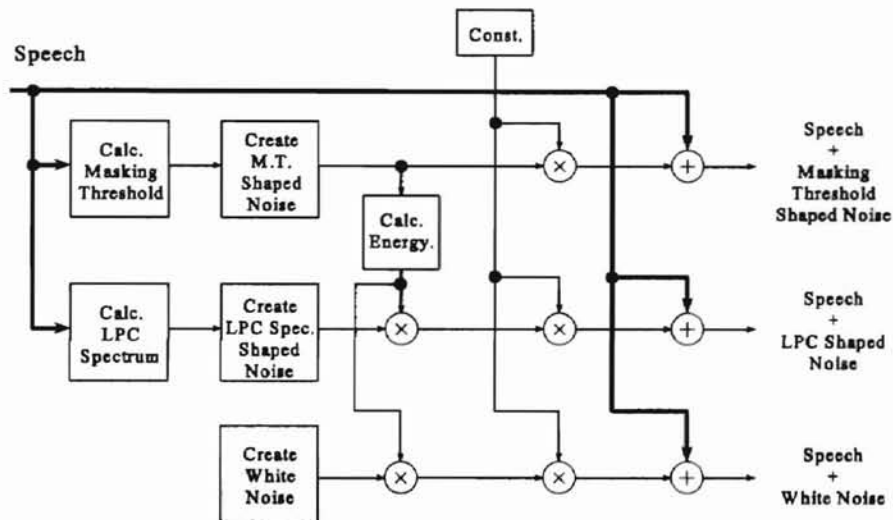 Const.
Speech
Calc.
Masking
Threshold
Create
M.T.
Shaped
Noise
×
+
Speech
+
Masking
Threshold
Shaped Noise
Calc.
Energy.
Calc.
LPC
Spectrum
Create
LPC Spec.
Shaped
Noise
×
×
+
Speech
+
LPC Shaped
Noise
Create
White
Noise
×
×
+
Speech
+
White Noise